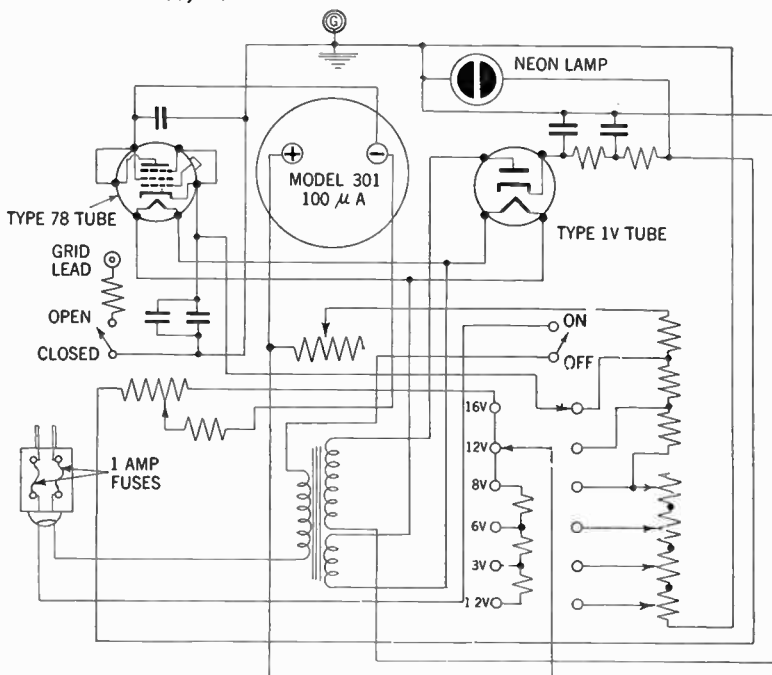 G
NEON LAMP
+
−
MODEL 301
100 μ A
TYPE 78 TUBE
TYPE 1V TUBE
GRID
LEAD
OPEN
CLOSED
ON
OFF
16V
12V
8V
6V
3V
1 2V
1 AMP
FUSES